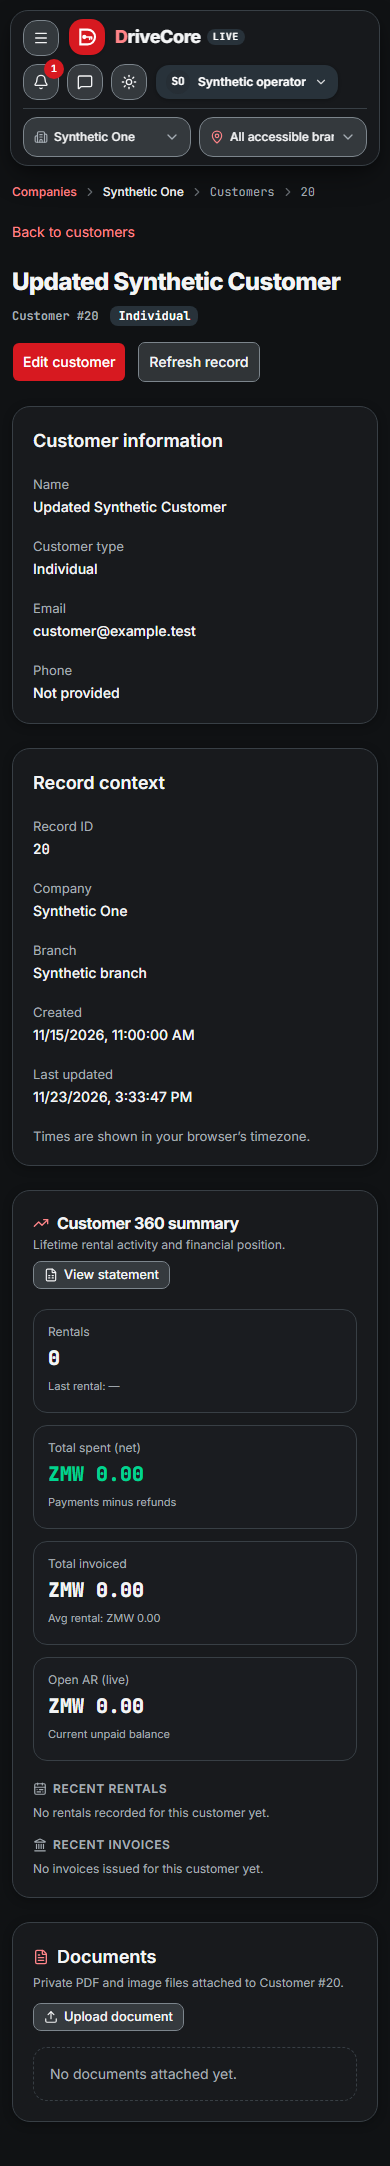 DriveCore LIVE
1
SO Synthetic operator
Synthetic One
All accessible bran
Companies > Synthetic One > Customers > 20
Back to customers
Updated Synthetic Customer
Customer #20 Individual
Edit customer
Refresh record
Customer information
Name
Updated Synthetic Customer
Customer type
Individual
Email
customer@example.test
Phone
Not provided
Record context
Record ID
20
Company
Synthetic One
Branch
Synthetic branch
Created
11/15/2026, 11:00:00 AM
Last updated
11/23/2026, 3:33:47 PM
Times are shown in your browser's timezone.
Customer 360 summary
Lifetime rental activity and financial position.
View statement
Rentals
0
Last rental: —
Total spent (net)
ZMW 0.00
Payments minus refunds
Total invoiced
ZMW 0.00
Avg rental: ZMW 0.00
Open AR (live)
ZMW 0.00
Current unpaid balance
RECENT RENTALS
No rentals recorded for this customer yet.
RECENT INVOICES
No invoices issued for this customer yet.
Documents
Private PDF and image files attached to Customer #20.
Upload document
No documents attached yet.